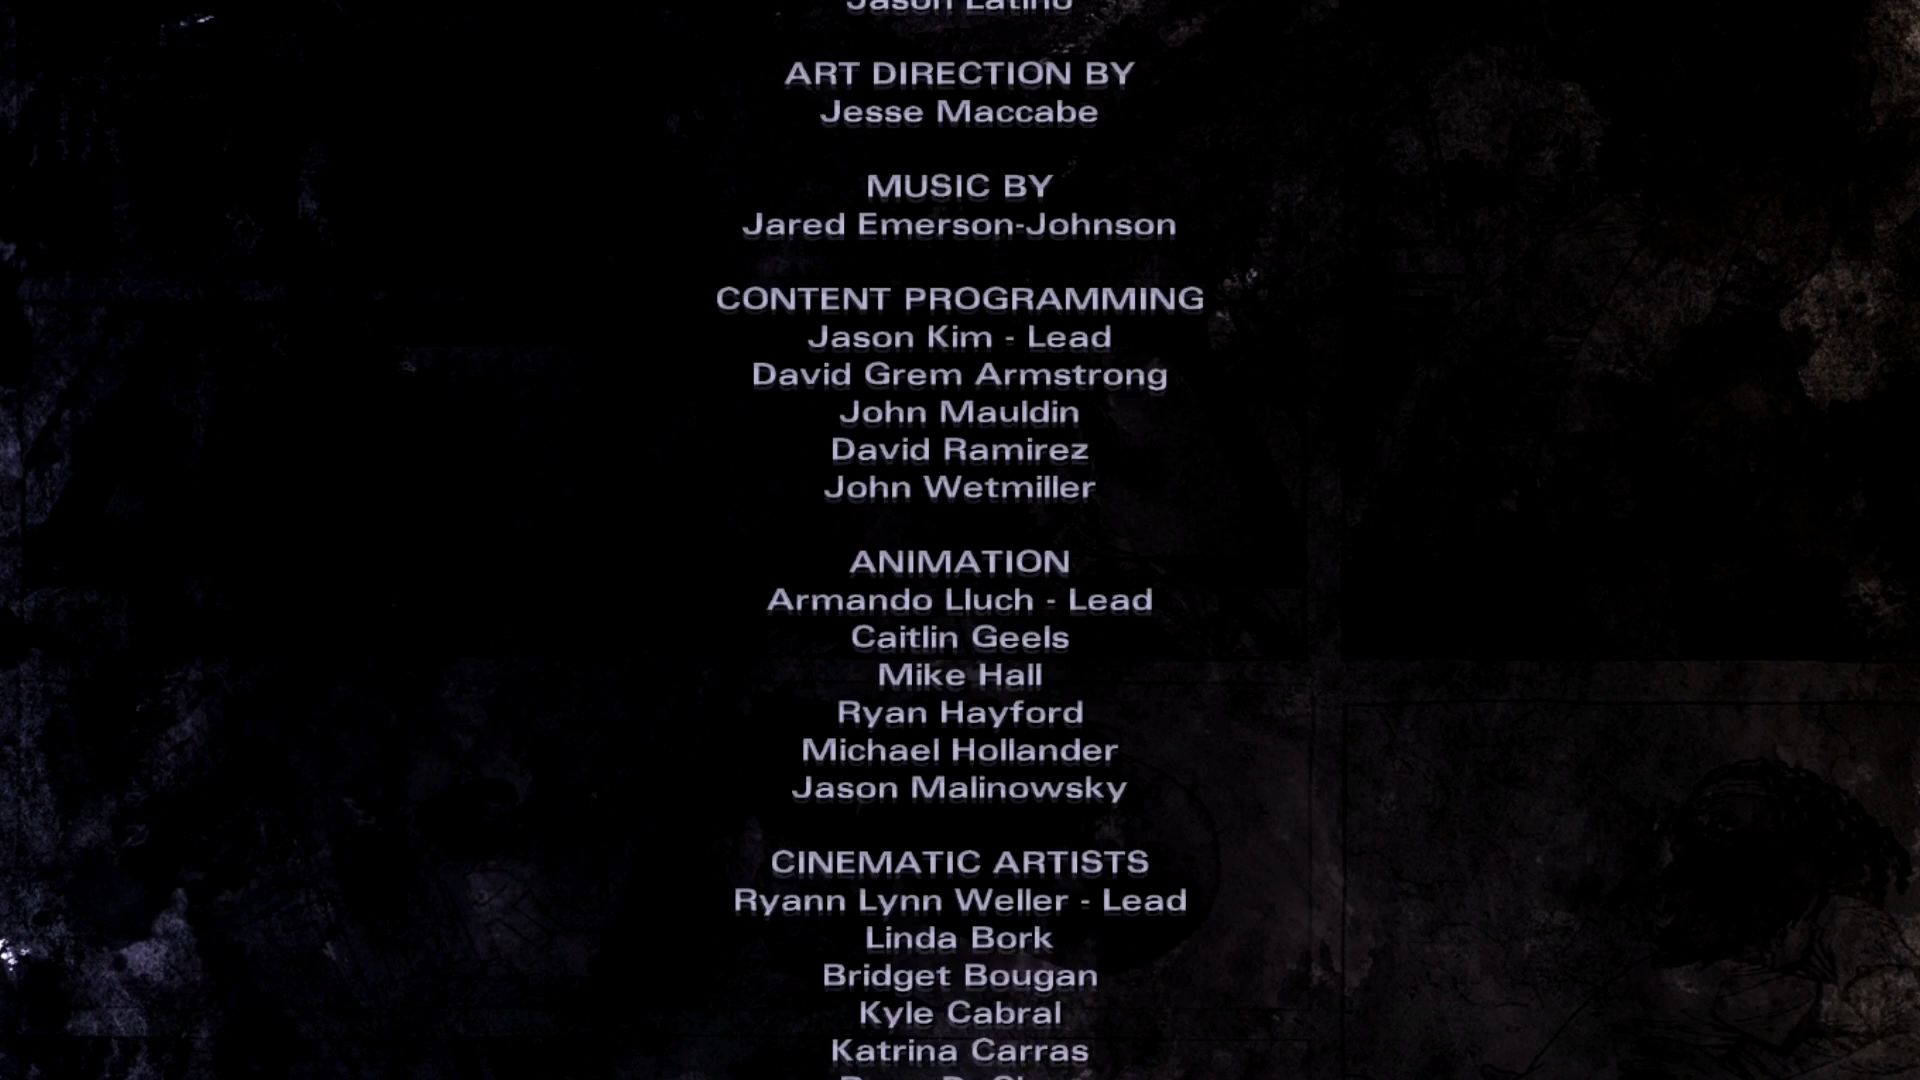 Jason Latino
ART DIRECTION BY
Jesse Maccabe
MUSIC BY
Jared Emerson-Johnson
CONTENT PROGRAMMING
Jason Kim - Lead
David Grem Armstrong
John Mauldin
David Ramirez
John Wetmiller
ANIMATION
Armando Lluch - Lead
Caitlin Geels
Mike Hall
Ryan Hayford
Michael Hollander
Jason Malinowsky
CINEMATIC ARTISTS
Ryann Lynn Weller - Lead
Linda Bork
Bridget Bougan
Kyle Cabral
Katrina Carras